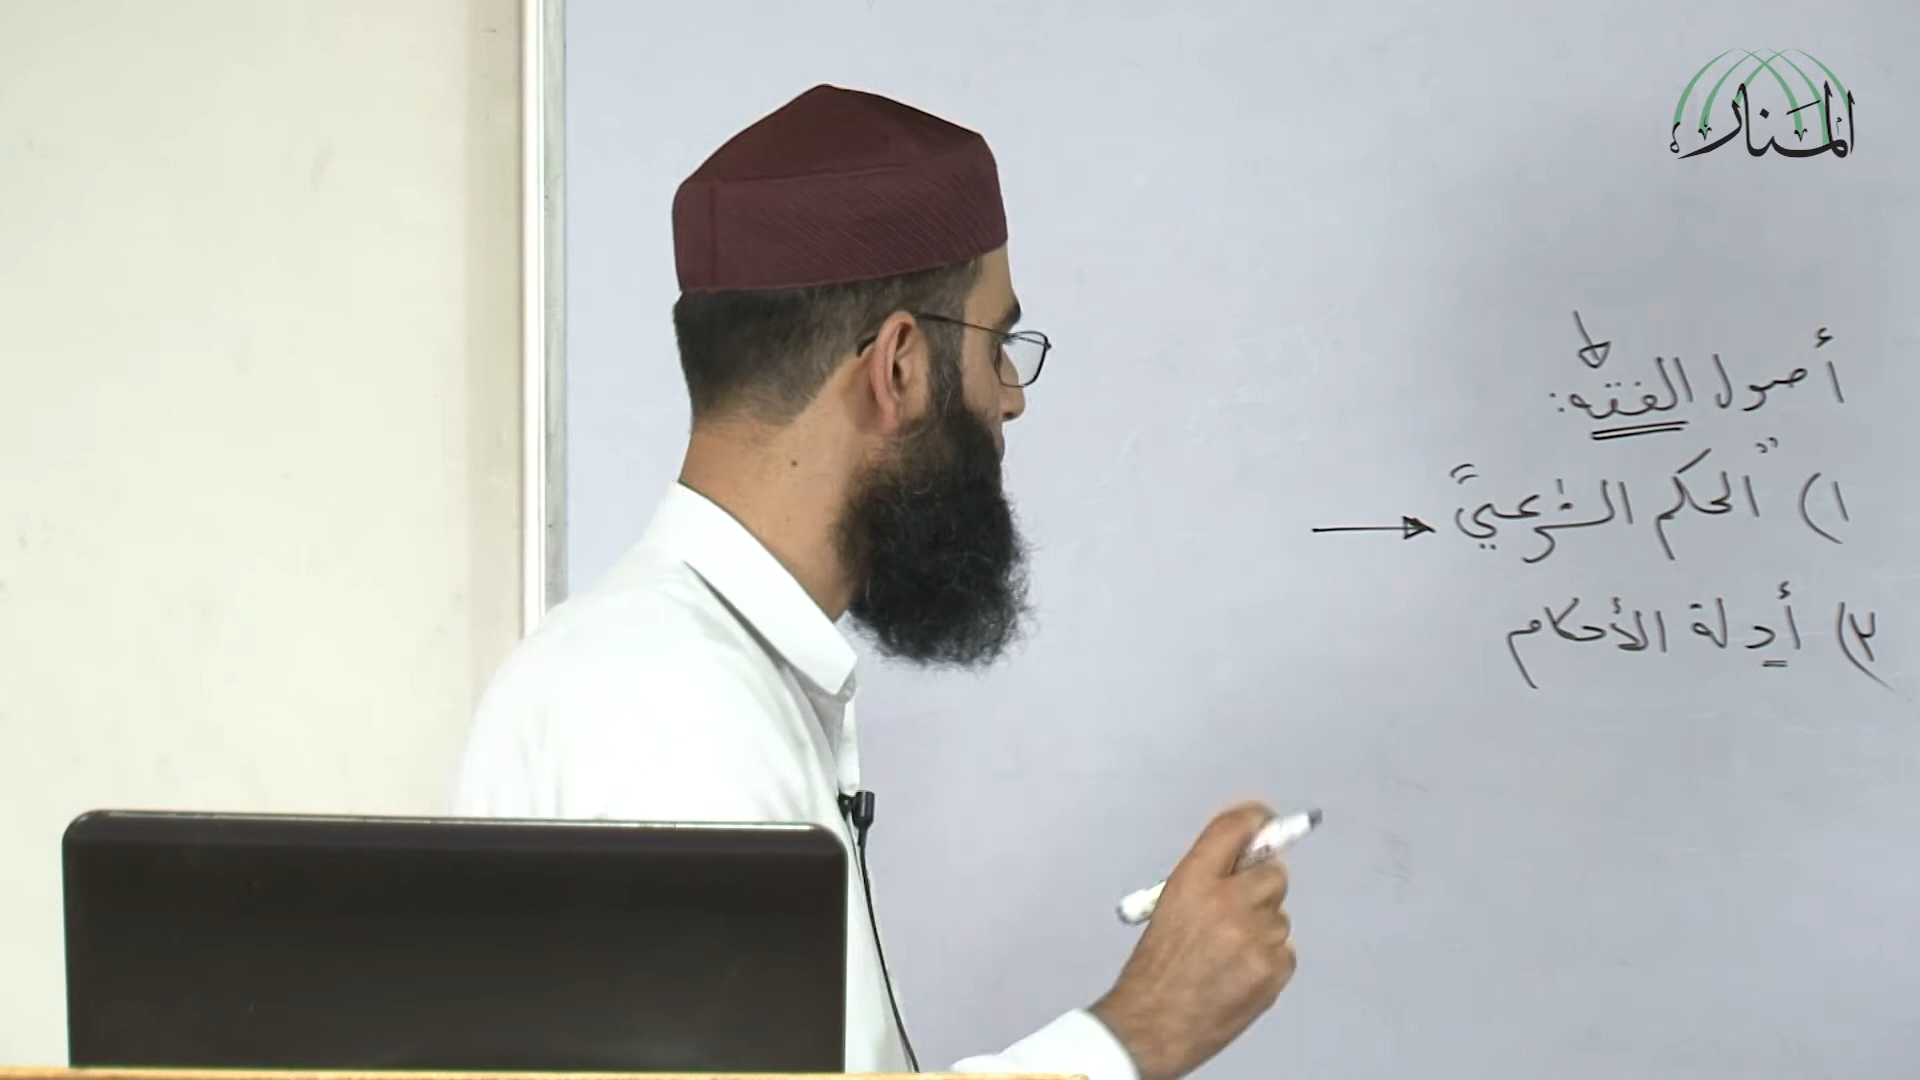 المنار
أصول الفقه:
١) "الحكم الشرعيّ"
٢) أدلة الأحكام